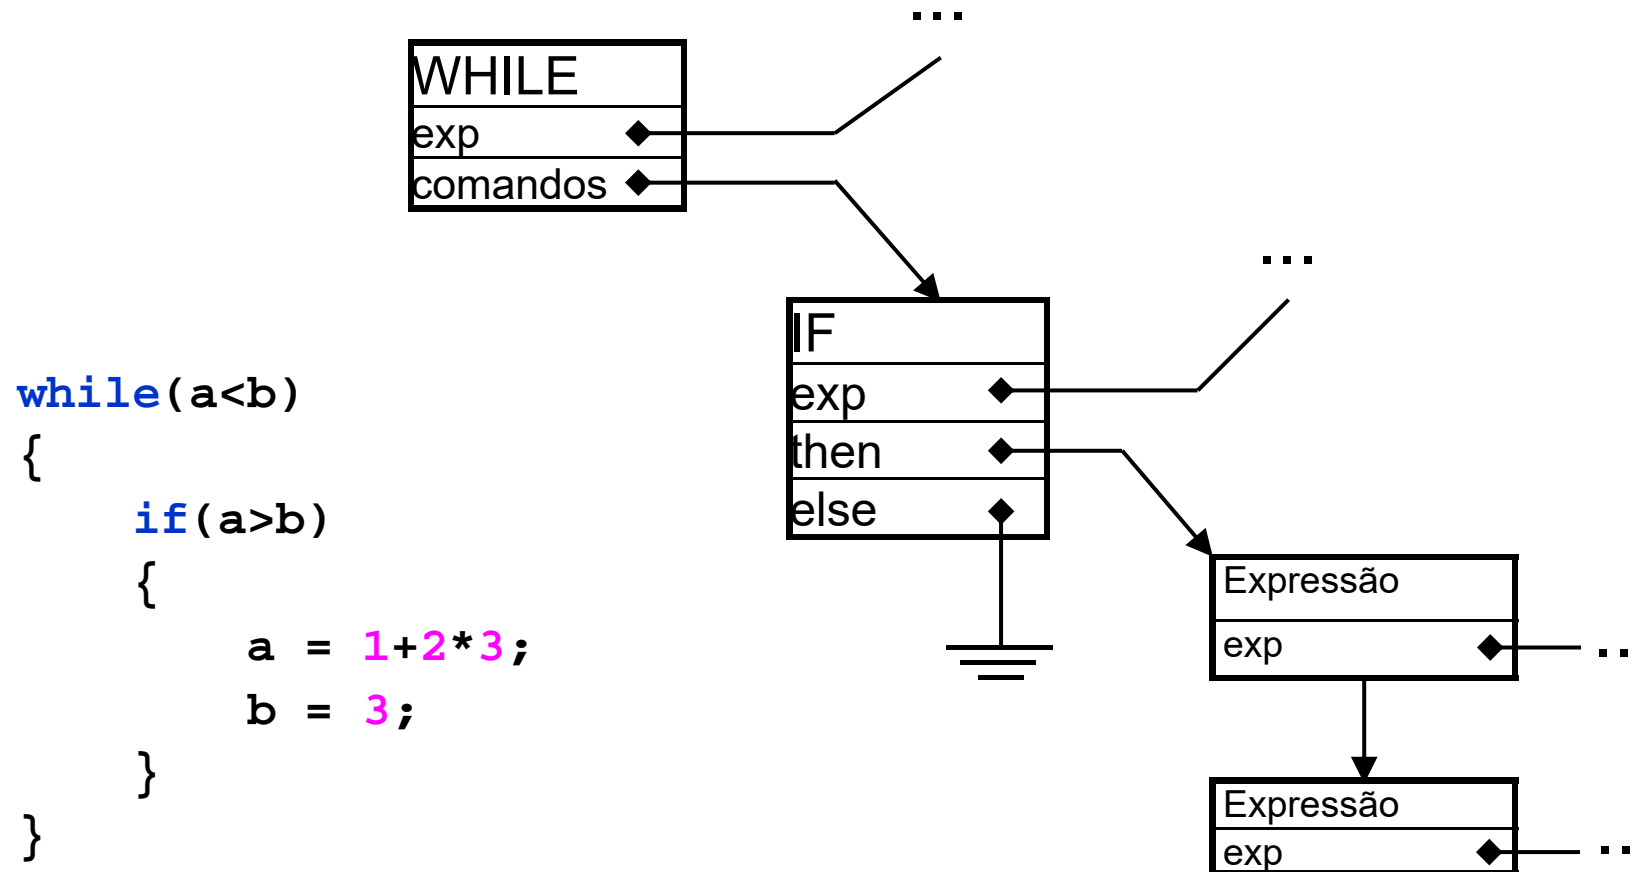 ...
WHILE
exp
comandos
...
IF
exp
then
else
while(a<b)
{
if(a>b)
{
a = 1+2*3;
b = 3;
}
}
Expressão
exp
..
Expressão
exp
..